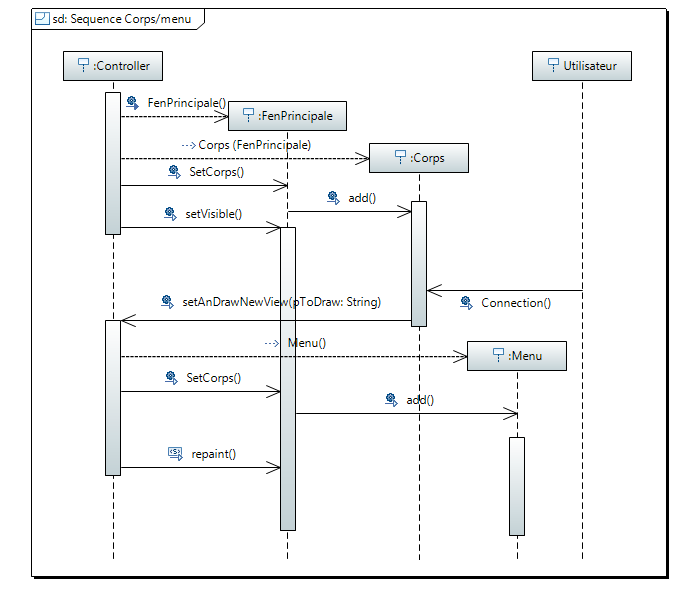 sd: Sequence Corps/menu
:Controller
Utilisateur
FenPrincipale()
:FenPrincipale
Corps (FenPrincipale)
:Corps
SetCorps()
add()
setVisible()
setAnDrawNewView(pToDraw: String)
Connection()
Menu()
:Menu
SetCorps()
add()
repaint()